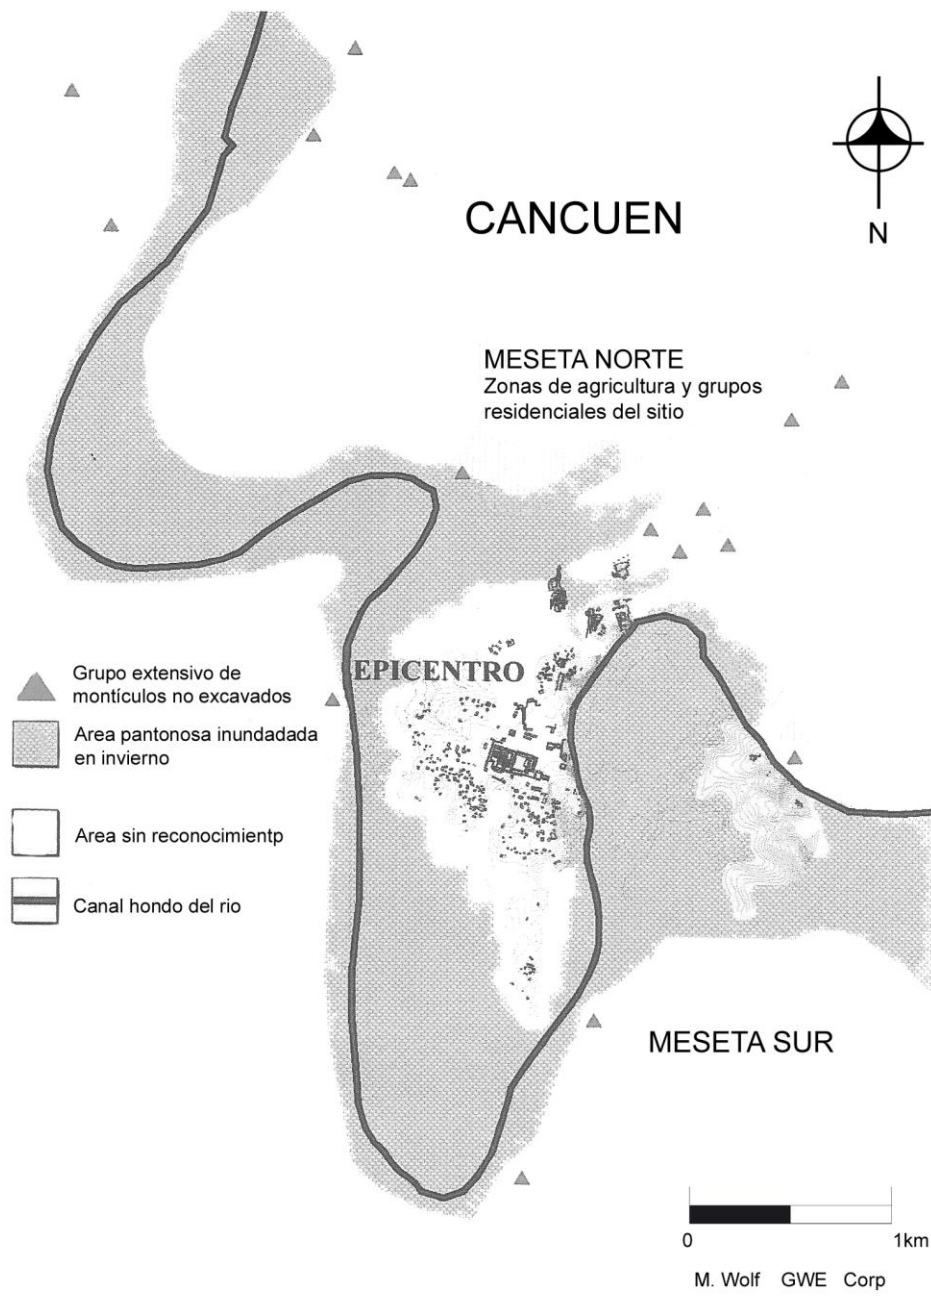 CANCUEN
N
MESETA NORTE
Zonas de agricultura y grupos
residenciales del sitio
EPICENTRO
Grupo extensivo de
montículos no excavados
Area pantonosa inundadada
en invierno
Area sin reconocimientp
Canal hondo del rio
MESETA SUR
0 1km
M. Wolf GWE Corp